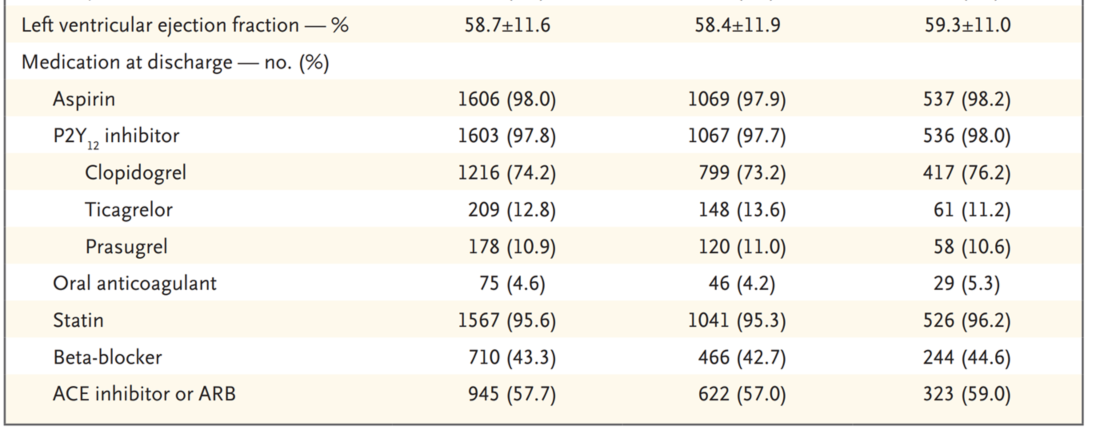 Left ventricular ejection fraction — % 58.7±11.6 58.4±11.9 59.3±11.0
Medication at discharge — no. (%)
Aspirin 1606 (98.0) 1069 (97.9) 537 (98.2)
P2Y12 inhibitor 1603 (97.8) 1067 (97.7) 536 (98.0)
Clopidogrel 1216 (74.2) 799 (73.2) 417 (76.2)
Ticagrelor 209 (12.8) 148 (13.6) 61 (11.2)
Prasugrel 178 (10.9) 120 (11.0) 58 (10.6)
Oral anticoagulant 75 (4.6) 46 (4.2) 29 (5.3)
Statin 1567 (95.6) 1041 (95.3) 526 (96.2)
Beta-blocker 710 (43.3) 466 (42.7) 244 (44.6)
ACE inhibitor or ARB 945 (57.7) 622 (57.0) 323 (59.0)